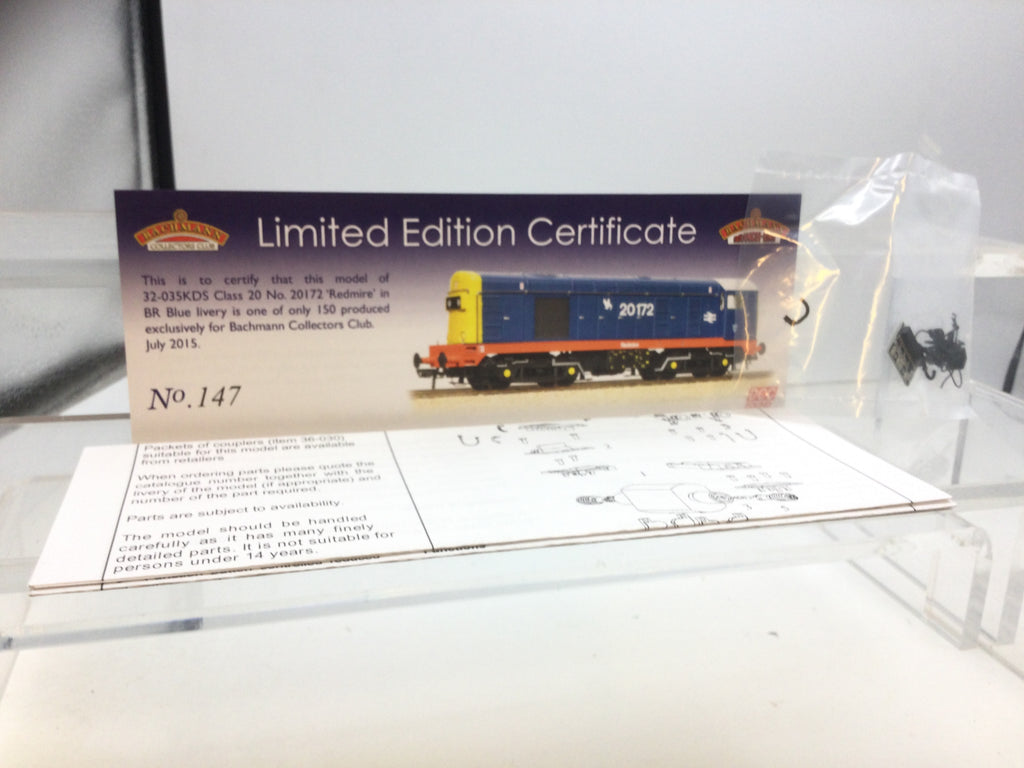 BACHMANN
COLLECTORS CLUB
Limited Edition Certificate
This is to certify that this model of
32-035KDS Class 20 No. 20172 'Redmire' in
BR Blue livery is one of only 150 produced
exclusively for Bachmann Collectors Club.
July 2015.
No. 147
20172
Packets of couplers (item 36-030)
suitable for this model are available
from retailers
When ordering parts please quote the
catalogue number together with the
livery of the model (if appropriate) and
number of the part required.
Parts are subject to availability.
The model should be handled
carefully as it has many finely
detailed parts. It is not suitable for
persons under 14 years.